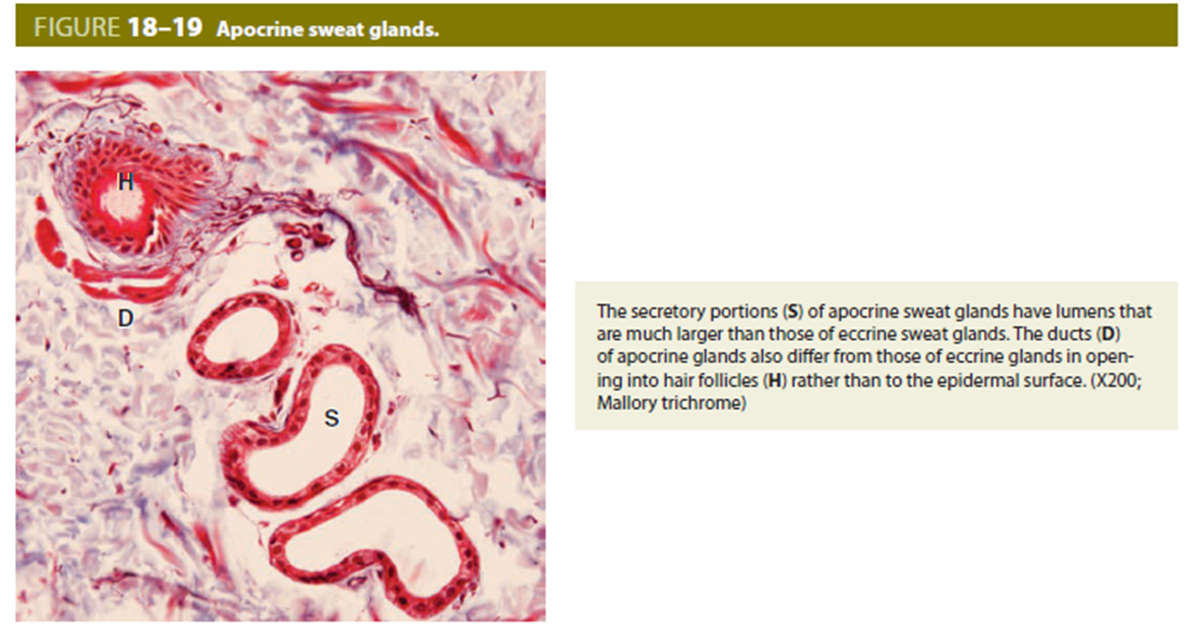 FIGURE 18–19 Apocrine sweat glands.
H
D
S
The secretory portions (S) of apocrine sweat glands have lumens that
are much larger than those of eccrine sweat glands. The ducts (D)
of apocrine glands also differ from those of eccrine glands in open-
ing into hair follicles (H) rather than to the epidermal surface. (X200;
Mallory trichrome)